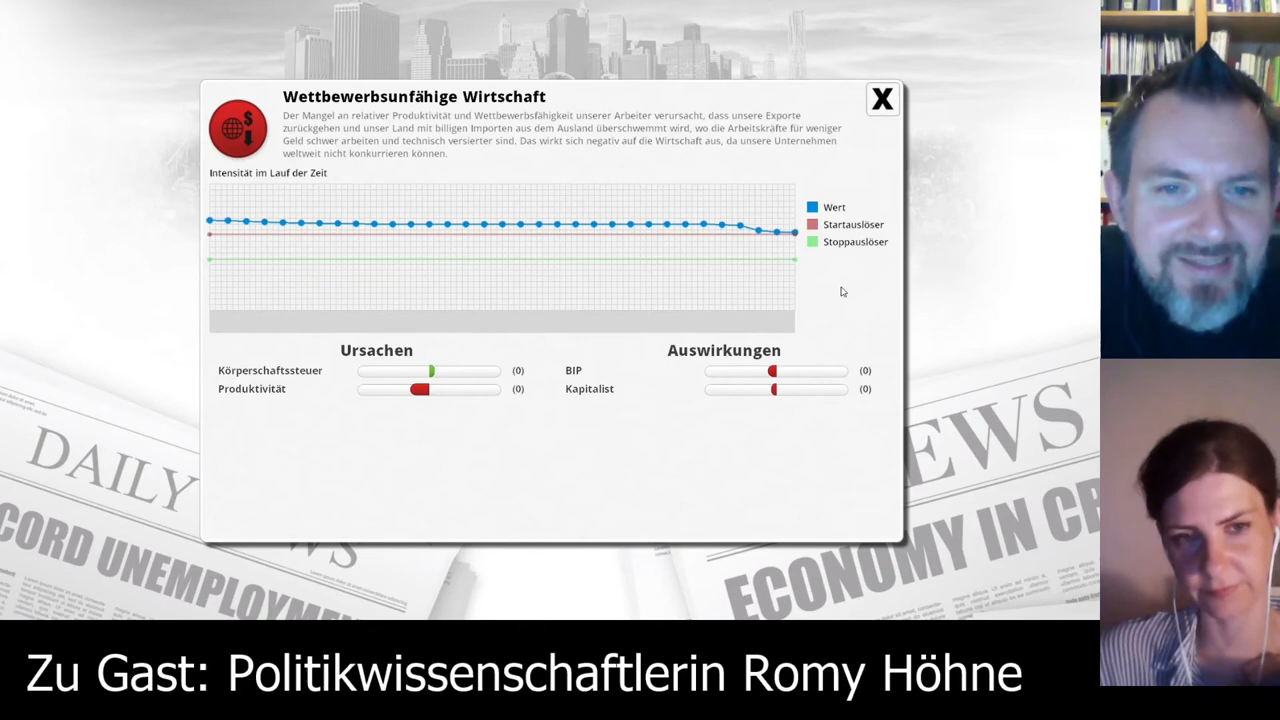 Wettbewerbsunfähige Wirtschaft
X
Der Mangel an relativer Produktivität und Wettbewerbsfähigkeit unserer Arbeiter verursacht, dass unsere Exporte
zurückgehen und unser Land mit billigen Importen aus dem Ausland überschwemmt wird, wo die Arbeitskräfte für weniger
Geld schwer arbeiten und technisch versierter sind. Das wirkt sich negativ auf die Wirtschaft aus, da unsere Unternehmen
weltweit nicht konkurrieren können.
Intensität im Lauf der Zeit
Wert
Startauslöser
Stoppauslöser
Ursachen
Körperschaftssteuer (0)
Produktivität (0)
Auswirkungen
BIP (0)
Kapitalist (0)
DAILY
NEWS
CORD UNEMPLOYME
ECONOMY IN CR
Zu Gast: Politikwissenschaftlerin Romy Höhne